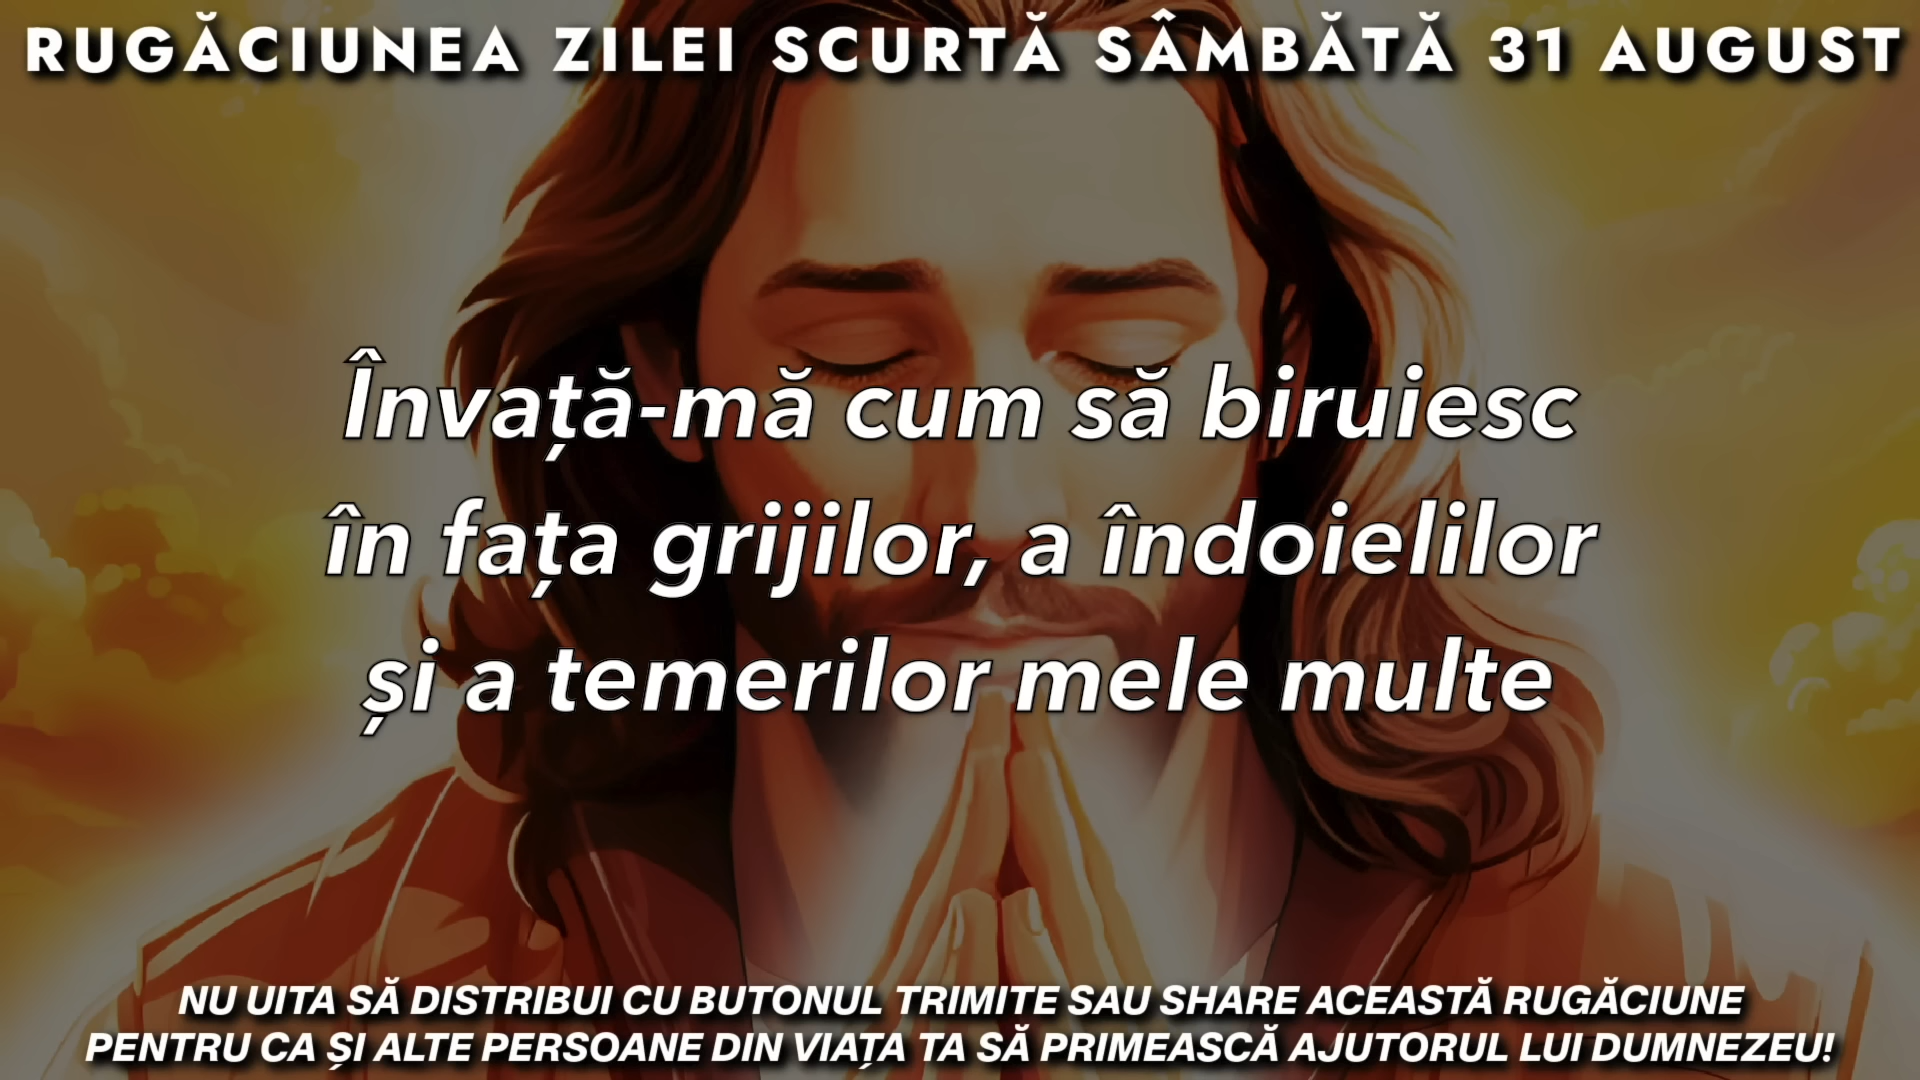 RUGĂCIUNEA ZILEI SCURTĂ SÂMBĂTĂ 31 AUGUST
Învață-mă cum să biruiesc
în fața grijilor, a îndoielilor
și a temerilor mele multe
NU UITA SĂ DISTRIBUI CU BUTONUL TRIMITE SAU SHARE ACEASTĂ RUGĂCIUNE
PENTRU CA ȘI ALTE PERSOANE DIN VIAȚA TA SĂ PRIMEASCĂ AJUTORUL LUI DUMNEZEU!